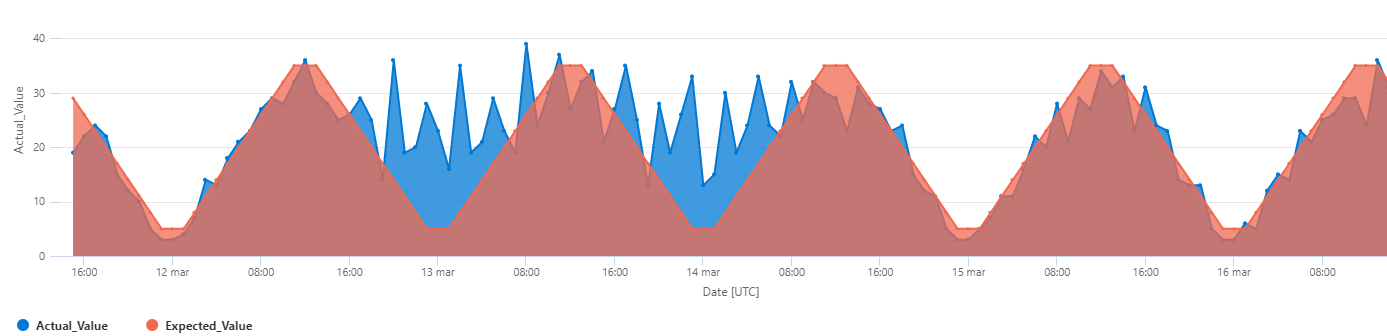 40
30
20
10
0
Actual_Value
16:00 12 mar 08:00 16:00 13 mar 08:00 16:00 14 mar 08:00 16:00 15 mar 08:00 16:00 16 mar 08:00
Date [UTC]
Actual_Value Expected_Value